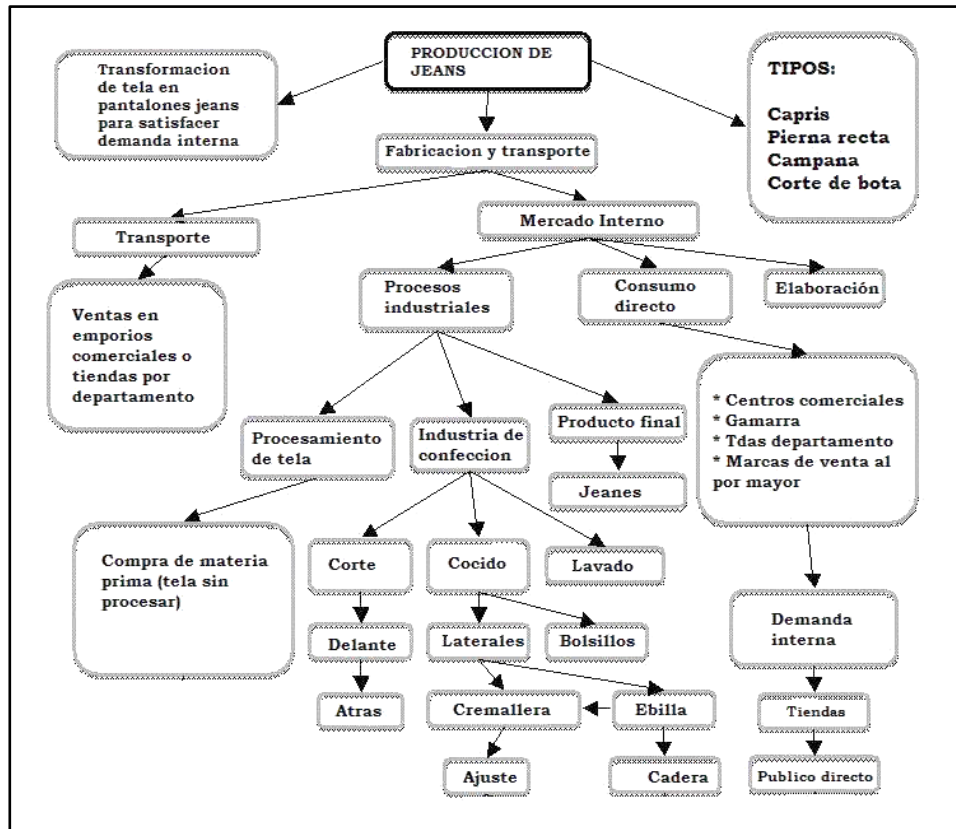 PRODUCCION DE
JEANS
Transformacion
de tela en
pantalones jeans
para satisfacer
demanda interna
TIPOS:
Capris
Pierna recta
Campana
Corte de bota
Fabricacion y transporte
Transporte
Mercado Interno
Ventas en
emporios
comerciales o
tiendas por
departamento
Procesos
industriales
Consumo
directo
Elaboración
Procesamiento
de tela
Industria de
confeccion
Producto final
Jeanes
* Centros comerciales
* Gamarra
* Tdas departamento
* Marcas de venta al
por mayor
Compra de materia
prima (tela sin
procesar)
Corte
Cocido
Lavado
Delante
Laterales
Bolsillos
Demanda
interna
Atras
Cremallera
Ebilla
Tiendas
Ajuste
Cadera
Publico directo